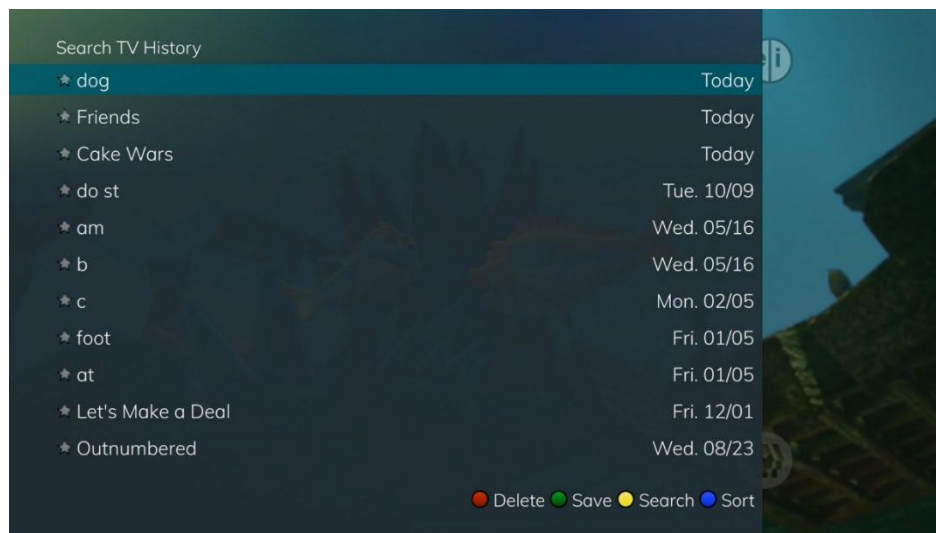 Search TV History
dog Today
Friends Today
Cake Wars Today
do st Tue. 10/09
am Wed. 05/16
b Wed. 05/16
c Mon. 02/05
foot Fri. 01/05
at Fri. 01/05
Let's Make a Deal Fri. 12/01
Outnumbered Wed. 08/23
Delete Save Search Sort